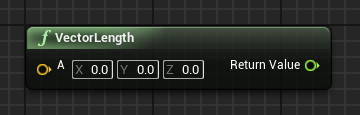 f VectorLength
A X 0.0 Y 0.0 Z 0.0 Return Value